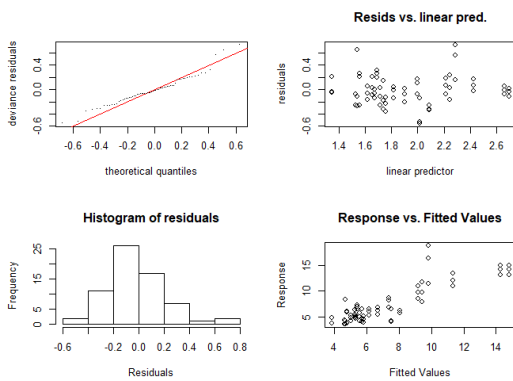 Resids vs. linear pred.
deviance residuals
-0.6 0.0 0.4
-0.6 -0.4 -0.2 0.0 0.2 0.4 0.6
theoretical quantiles
residuals
-0.6 0.0 0.4
1.4 1.6 1.8 2.0 2.2 2.4 2.6
linear predictor
Histogram of residuals
Response vs. Fitted Values
Frequency
0 5 15 25
-0.6 -0.2 0.0 0.2 0.4 0.6 0.8
Residuals
Response
5 10 15
4 6 8 10 12 14
Fitted Values